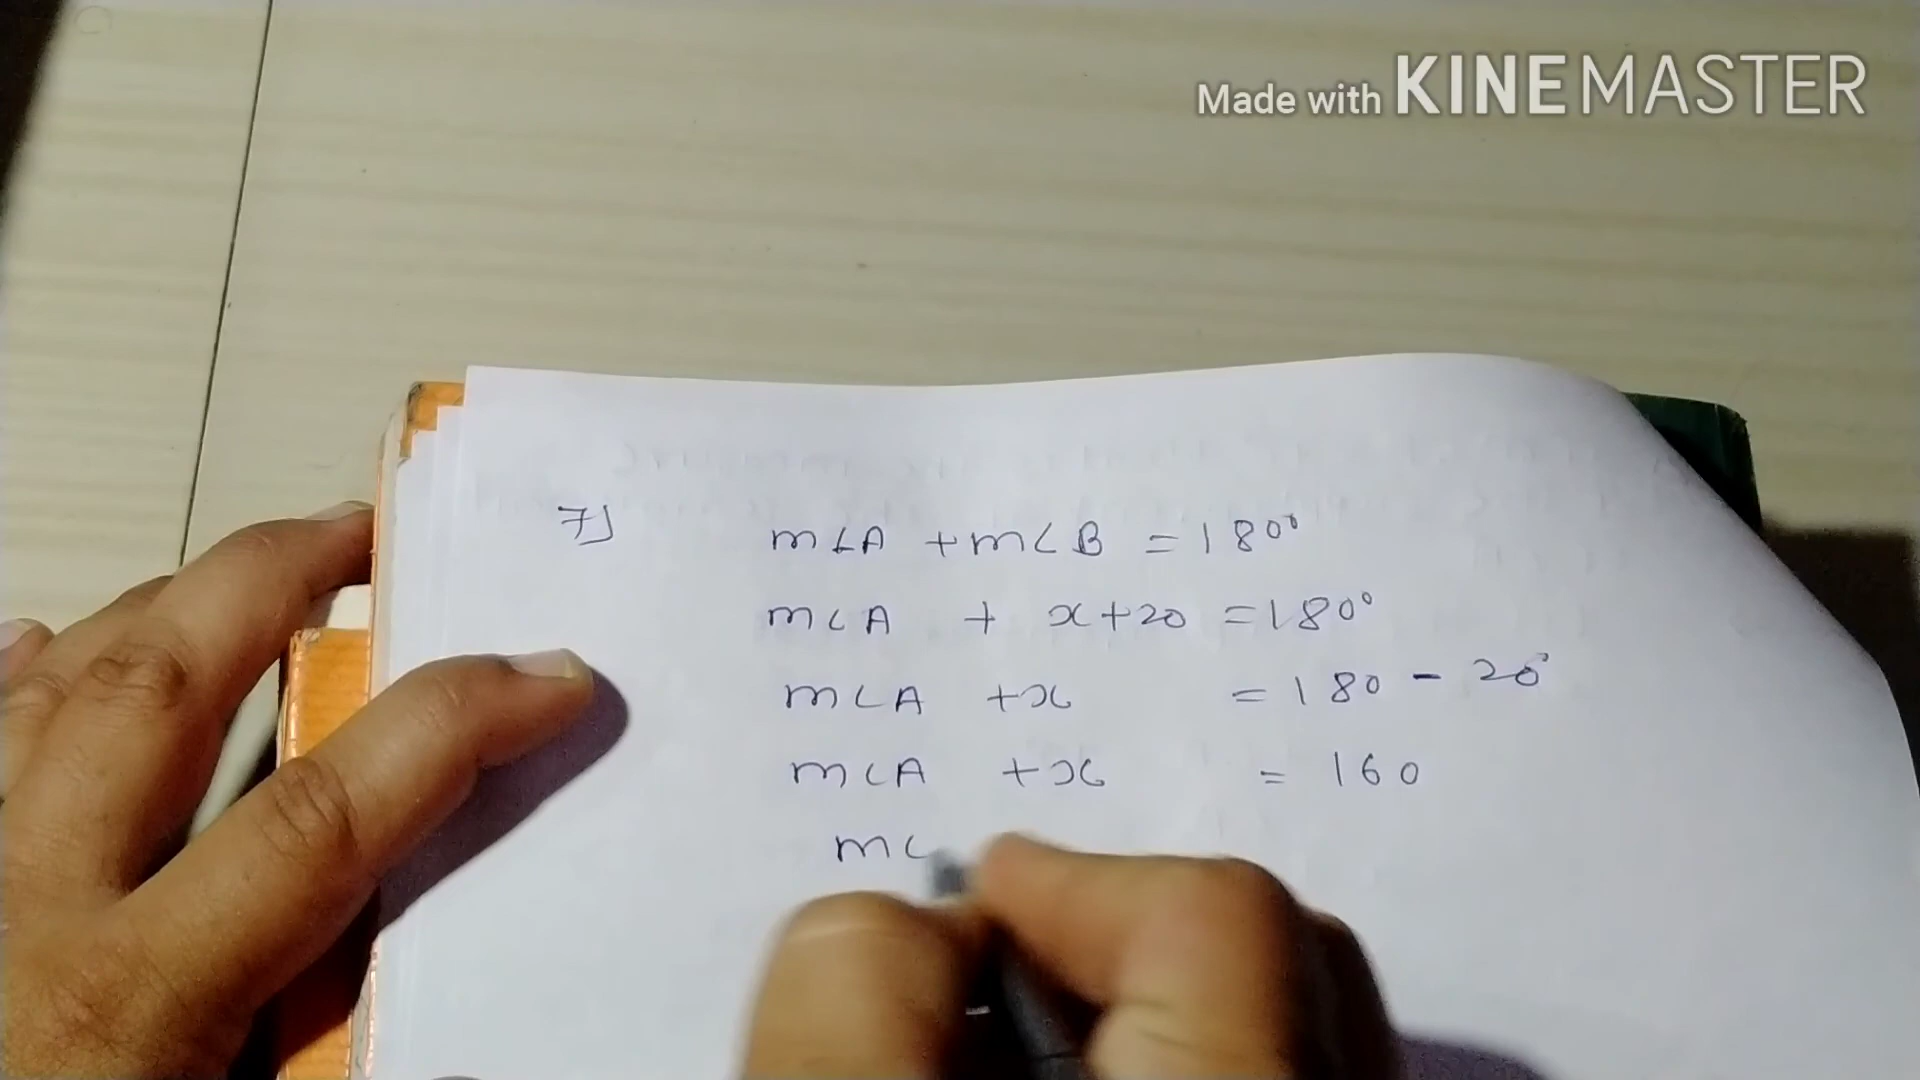 Made with KINEMASTER
7] m∠A + m∠B = 180°
m∠A + x+20 = 180°
m∠A +x = 180 - 20°
m∠A +x = 160
m∠